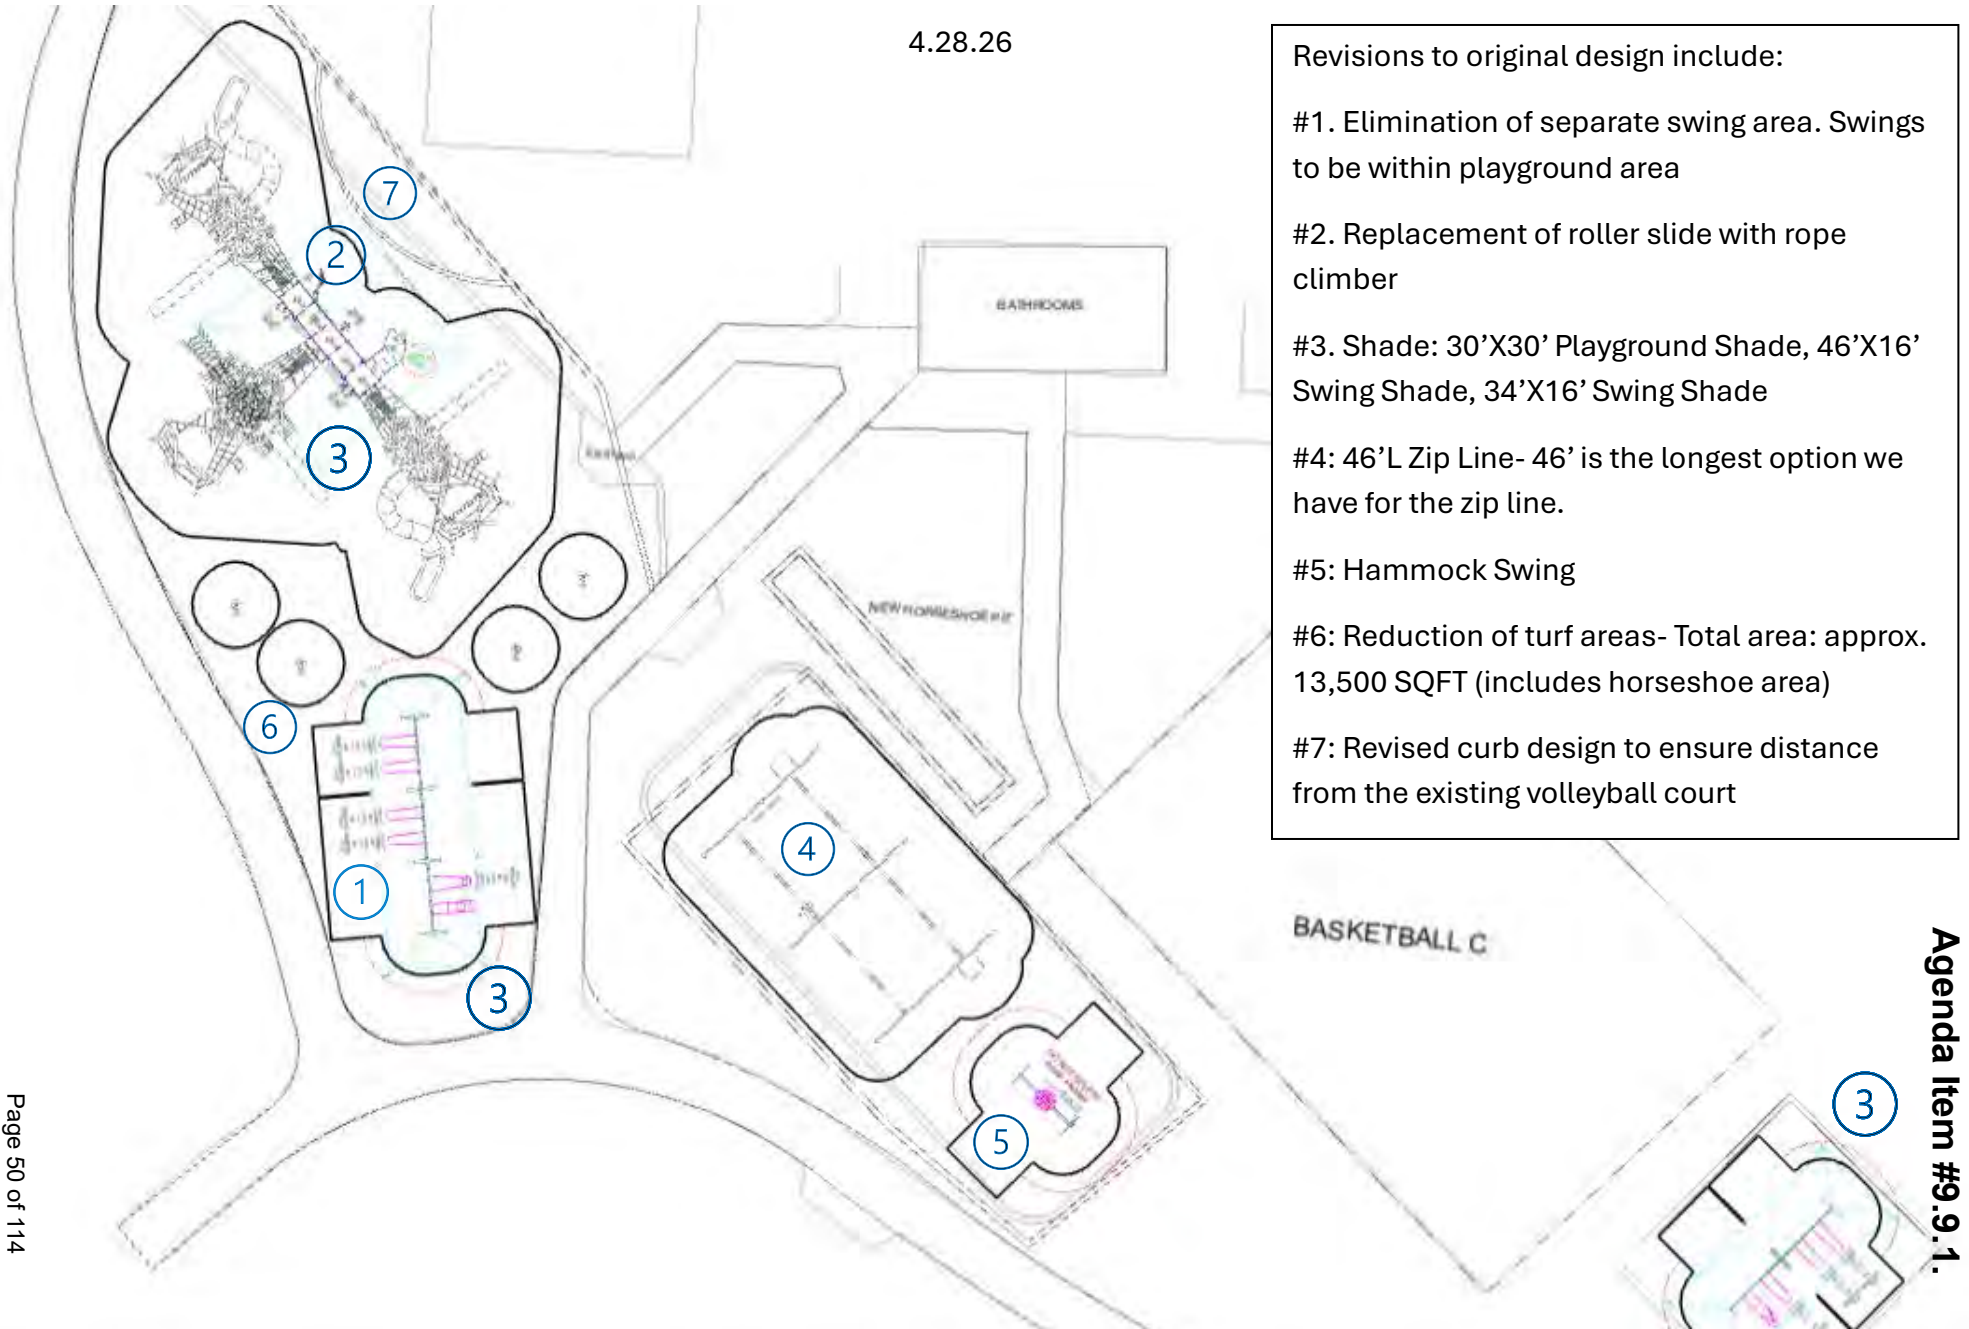 4.28.26
Revisions to original design include:
#1. Elimination of separate swing area. Swings
to be within playground area
#2. Replacement of roller slide with rope
climber
#3. Shade: 30’X30’ Playground Shade, 46’X16’
Swing Shade, 34’X16’ Swing Shade
#4: 46’L Zip Line- 46’ is the longest option we
have for the zip line.
#5: Hammock Swing
#6: Reduction of turf areas- Total area: approx.
13,500 SQFT (includes horseshoe area)
#7: Revised curb design to ensure distance
from the existing volleyball court
7
2
BATHROOMS
3
NEW HORSESHOE PIT
6
4
1
BASKETBALL C
3
5
3
Agenda Item #9.9.1.
Page 50 of 114